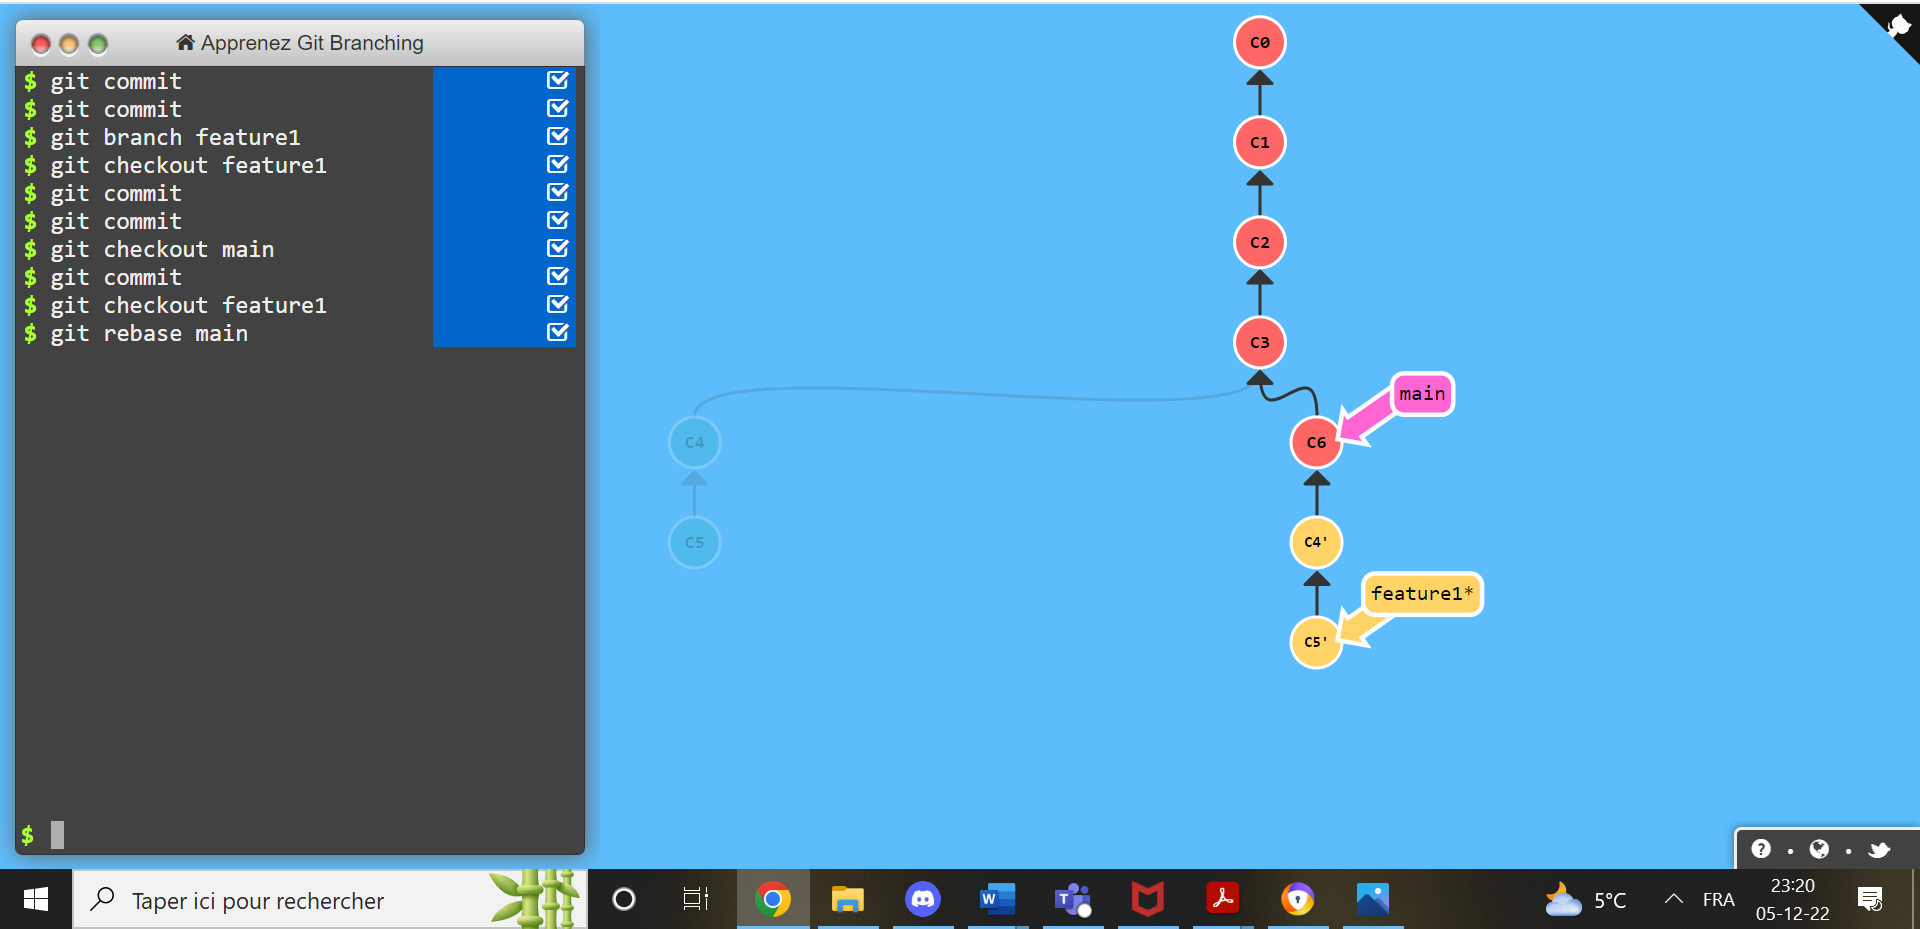 Apprenez Git Branching
$ git commit
$ git commit
$ git branch feature1
$ git checkout feature1
$ git commit
$ git commit
$ git checkout main
$ git commit
$ git checkout feature1
$ git rebase main
$
C0
C1
C2
C3
main
C4
C6
C5
C4'
feature1*
C5'
Taper ici pour rechercher
5°C
FRA
23:20
05-12-22